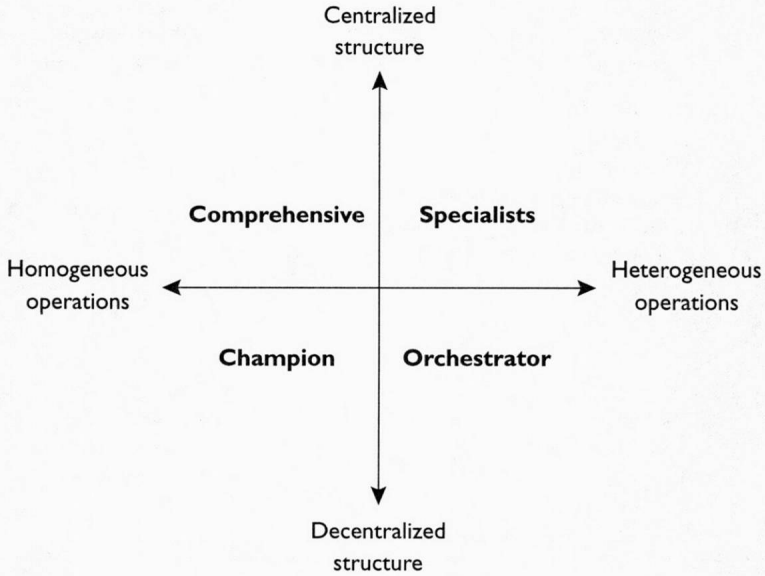 Centralized
structure
Comprehensive
Specialists
Homogeneous
operations
Heterogeneous
operations
Champion
Orchestrator
Decentralized
structure